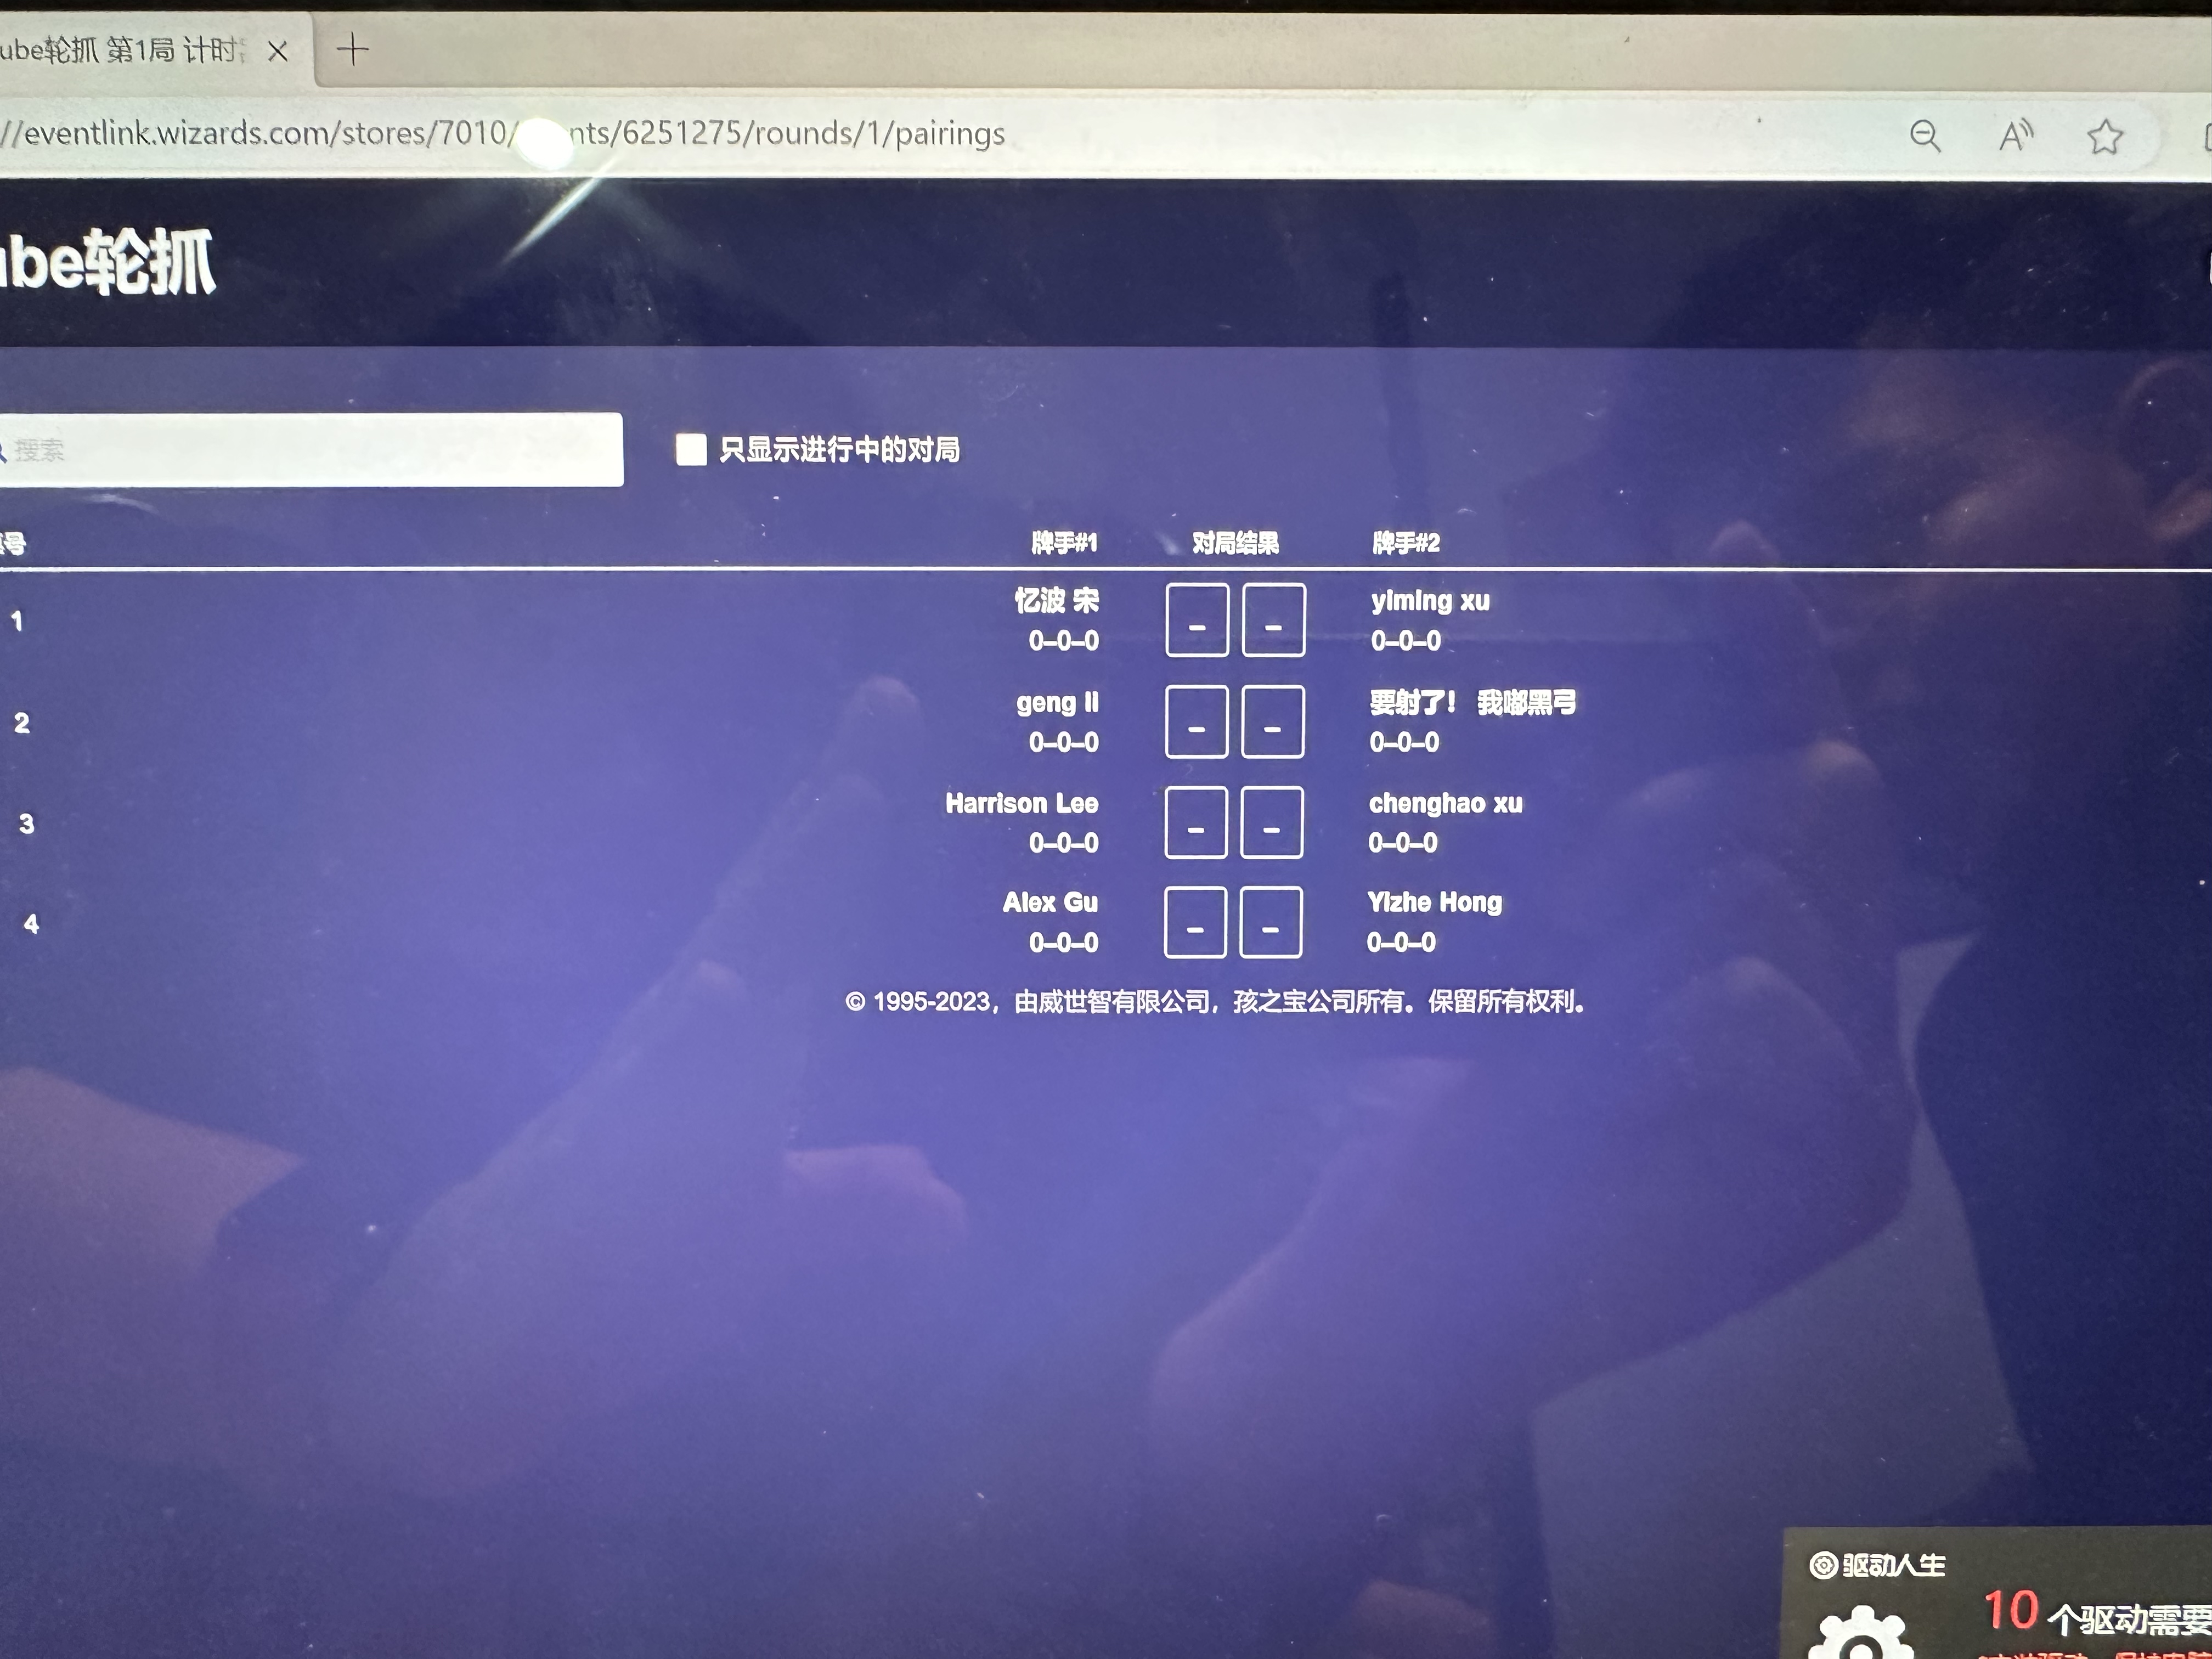 ube轮抓 第1局 计时
//eventlink.wizards.com/stores/7010/ nts/6251275/rounds/1/pairings
ube轮抓
搜索
只显示进行中的对局
号 牌手#1 对局结果 牌手#2
1 忆波 宋 – – yiming xu
0–0–0 0–0–0
2 geng li – – 要射了! 我嘟黑弓
0–0–0 0–0–0
3 Harrison Lee – – chenghao xu
0–0–0 0–0–0
4 Alex Gu – – Yizhe Hong
0–0–0 0–0–0
© 1995-2023，由威世智有限公司，孩之宝公司所有。保留所有权利。
驱动人生
10 个驱动需要